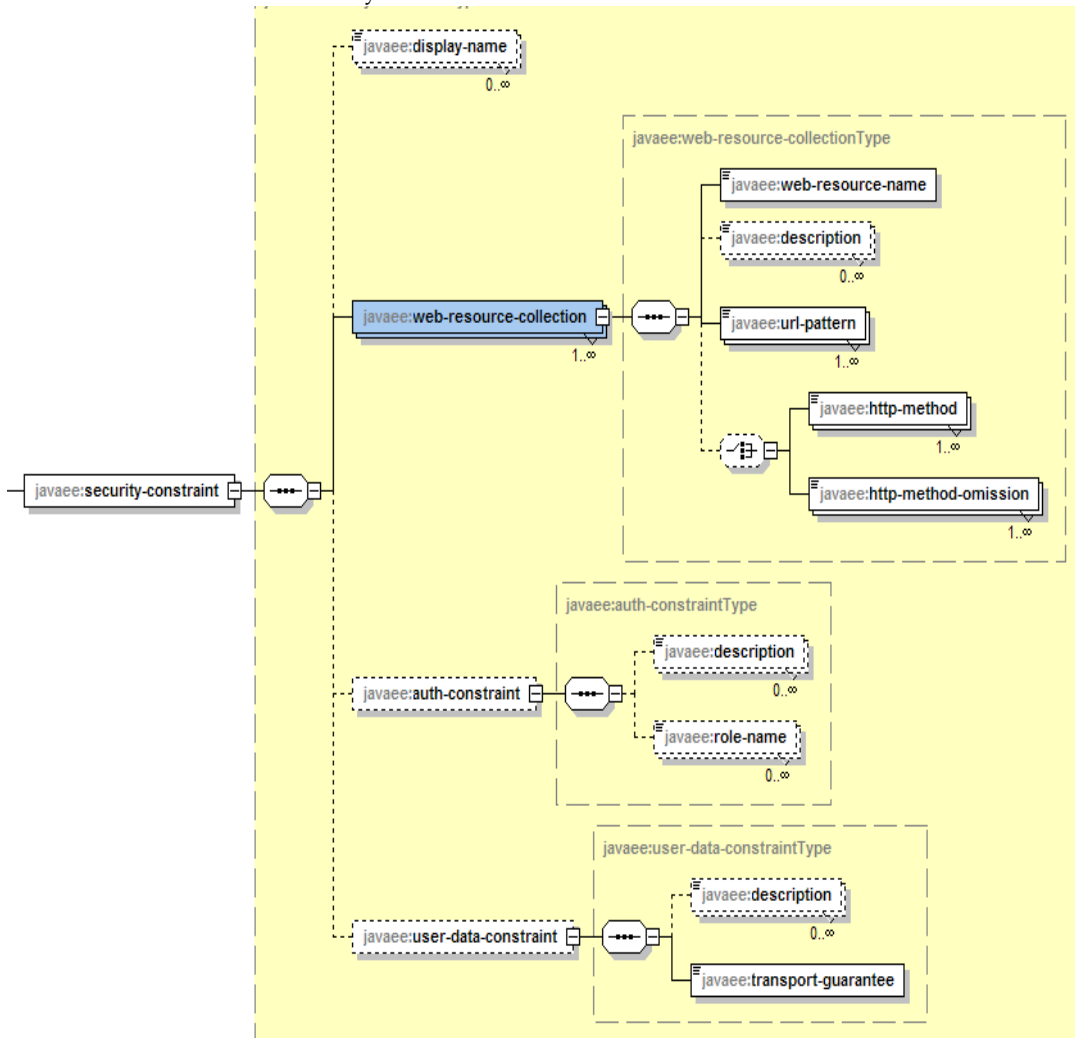 javaee:display-name
0..∞
javaee:web-resource-collectionType
javaee:web-resource-name
javaee:description
0..∞
javaee:web-resource-collection
1..∞
javaee:url-pattern
1..∞
javaee:http-method
1..∞
javaee:http-method-omission
1..∞
javaee:security-constraint
javaee:auth-constraintType
javaee:description
0..∞
javaee:auth-constraint
javaee:role-name
0..∞
javaee:user-data-constraintType
javaee:description
0..∞
javaee:user-data-constraint
javaee:transport-guarantee